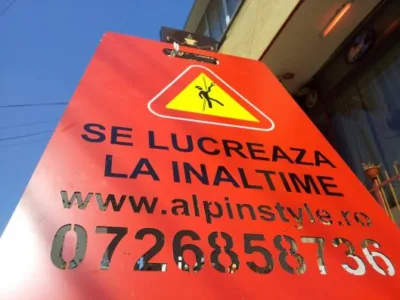 SE LUCREAZA
LA INALTIME
www.alpinstyle.ro
0726858736